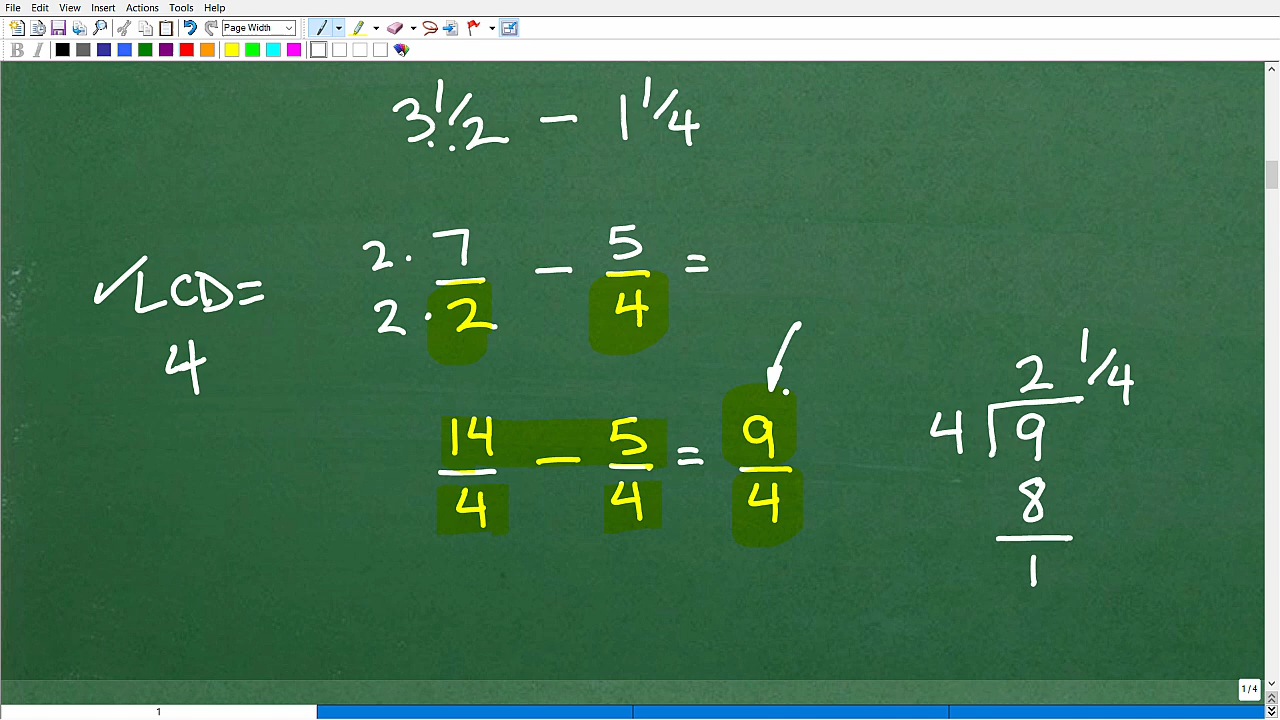 File Edit View Insert Actions Tools Help
Page Width
B I
3 1/2 - 1 1/4
2 · 7/2 · 2 - 5/4 =
✓LCD=
4
14/4 - 5/4 = 9/4
2 1/4
4 9
8
1
1/4
1